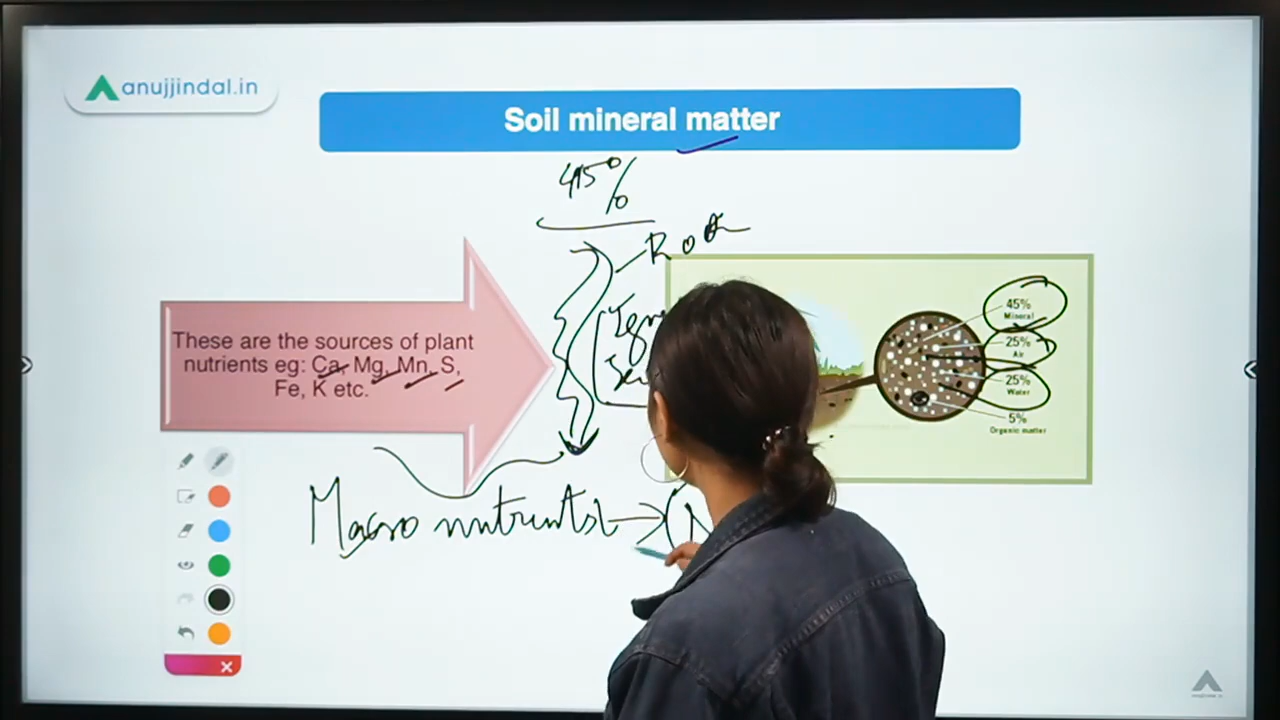 anujjindal.in
Soil mineral matter
45%
These are the sources of plant
nutrients eg: Ca, Mg, Mn, S,
Fe, K etc.
45%
Mineral
25%
Air
25%
Water
5%
Organic matter
Macro nutrients